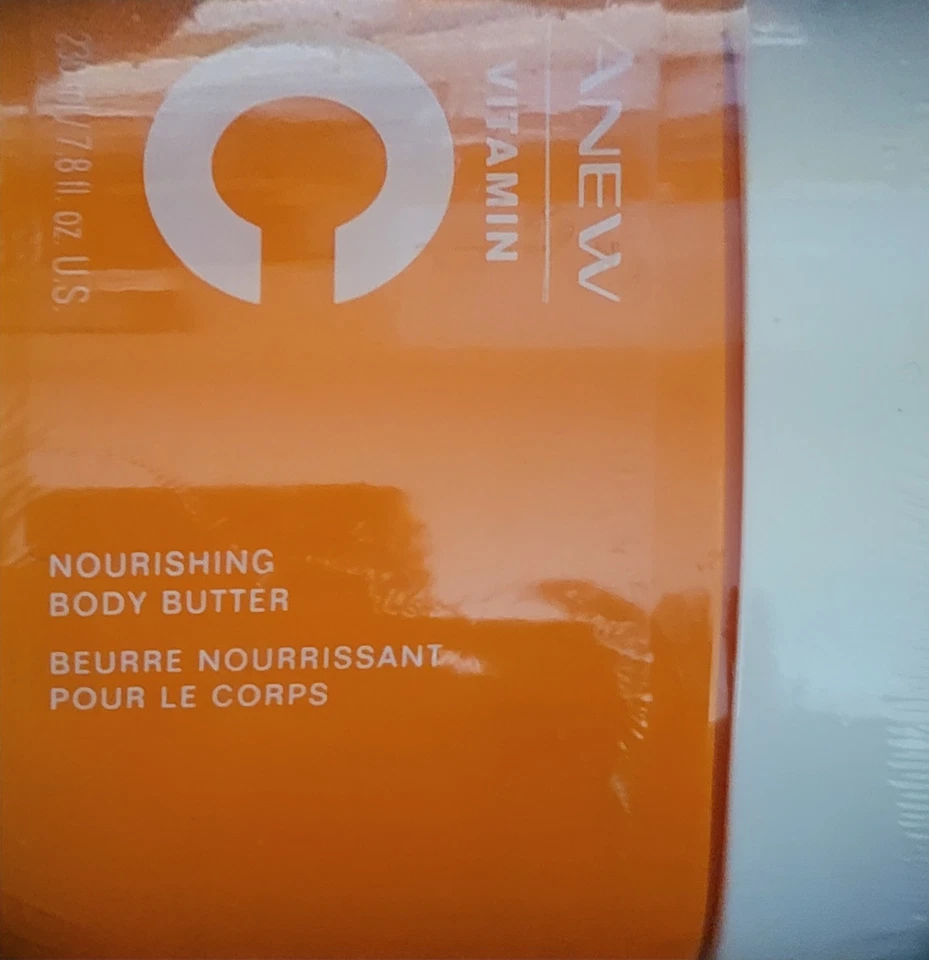 ANEW
VITAMIN
C
7.8 fl. oz. U.S.
NOURISHING
BODY BUTTER
BEURRE NOURRISSANT
POUR LE CORPS